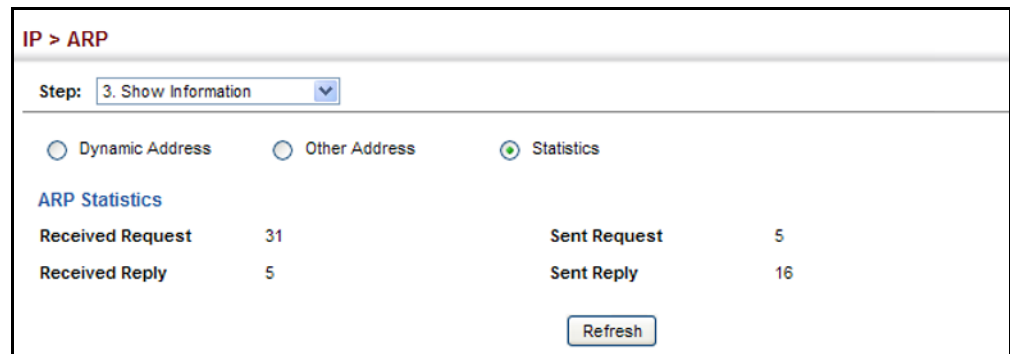 IP > ARP
Step: 3. Show Information
Dynamic Address Other Address Statistics
ARP Statistics
Received Request 31 Sent Request 5
Received Reply 5 Sent Reply 16
Refresh